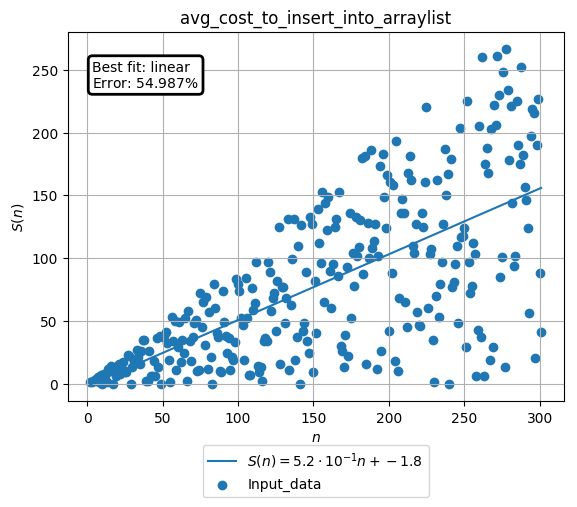 avg_cost_to_insert_into_arraylist
Best fit: linear
Error: 54.987%
250
200
150
100
50
0
S(n)
0 50 100 150 200 250 300
n
S(n) = 5.2 · 10⁻¹n + −1.8
Input_data